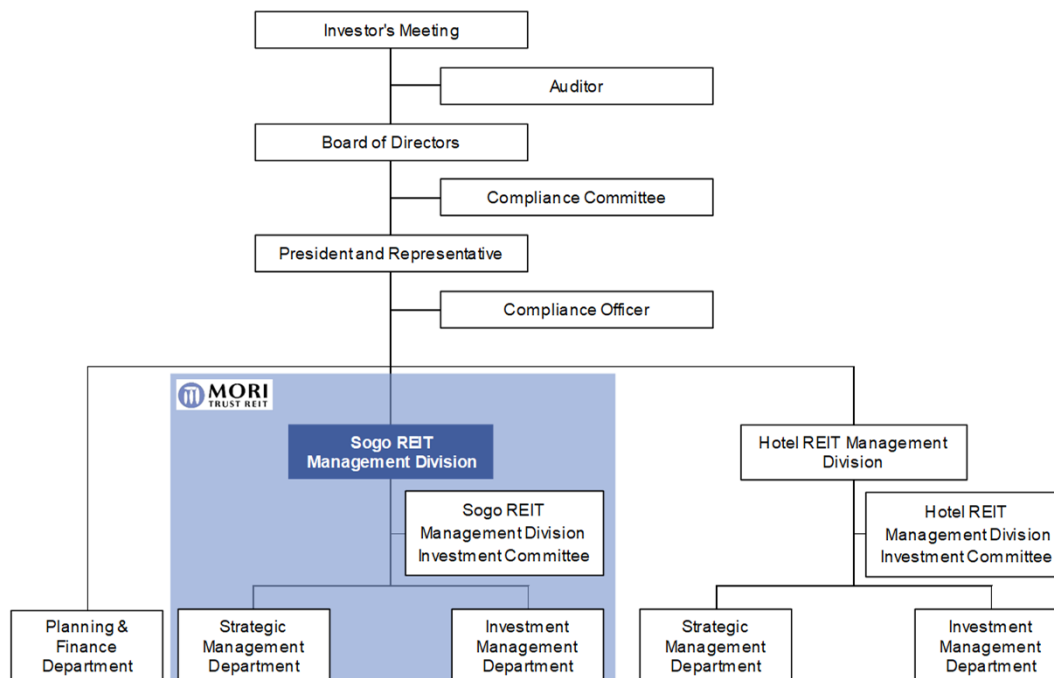 Investor's Meeting
Auditor
Board of Directors
Compliance Committee
President and Representative
Compliance Officer
MORI
TRUST REIT
Sogo REIT
Management Division
Hotel REIT Management
Division
Sogo REIT
Management Division
Investment Committee
Hotel REIT
Management Division
Investment Committee
Planning &
Finance
Department
Strategic
Management
Department
Investment
Management
Department
Strategic
Management
Department
Investment
Management
Department